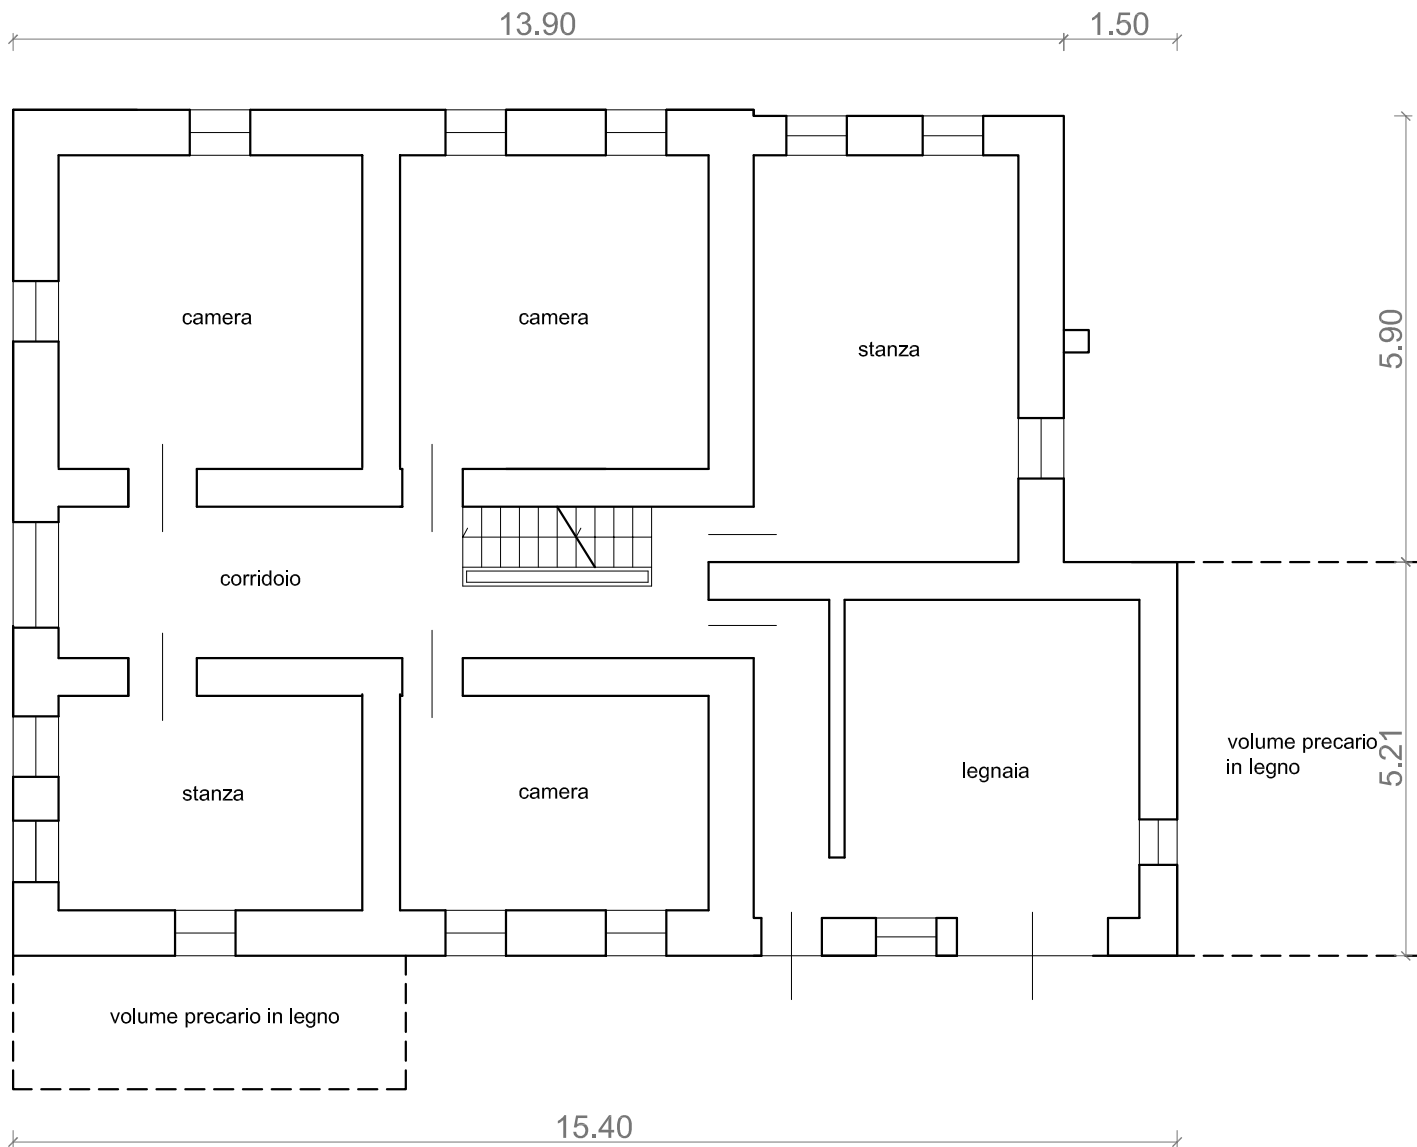 13.90
1.50
camera
camera
stanza
5.90
corridoio
volume precario
in legno
5.21
stanza
camera
legnaia
volume precario in legno
15.40